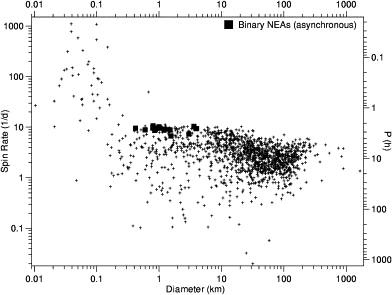 0.01 0.1 1 10 100 1000
Binary NEAs (asynchronous)
1000
100
10
1
0.1
Spin Rate (1/d)
0.1
1
10
100
1000
P (h)
0.01 0.1 1 10 100 1000
Diameter (km)